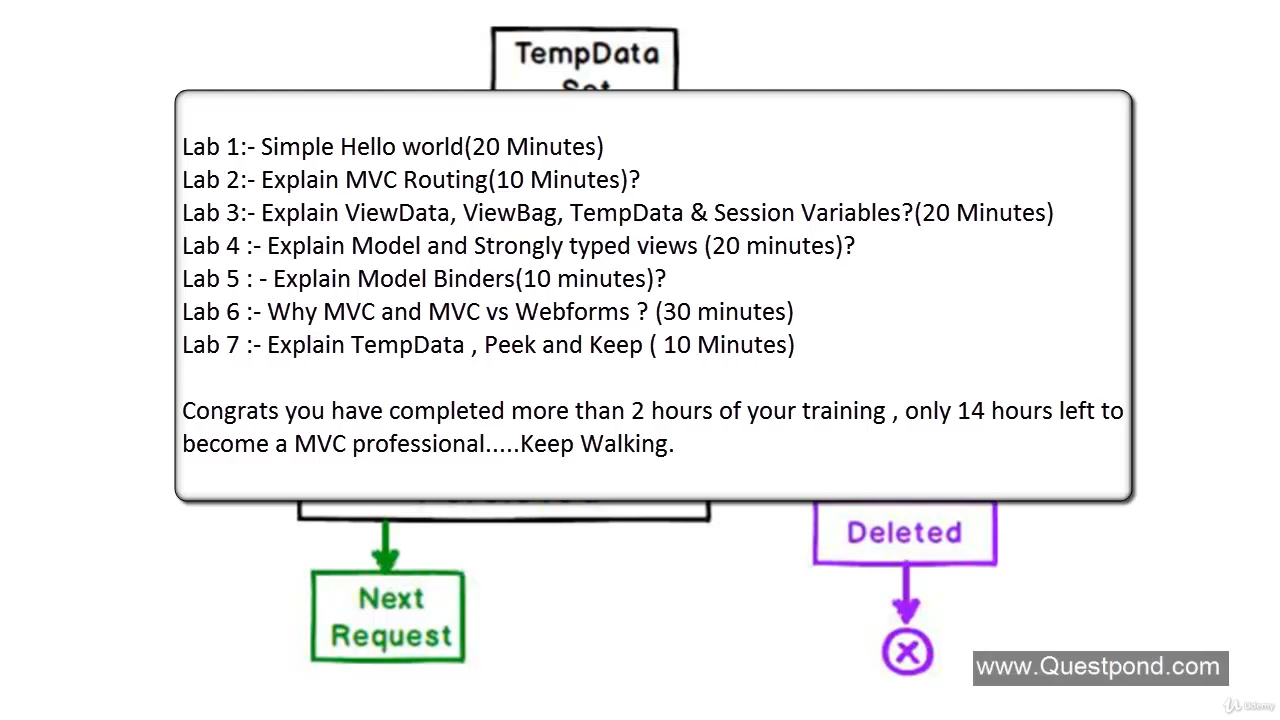 TempData
Lab 1:- Simple Hello world(20 Minutes)
Lab 2:- Explain MVC Routing(10 Minutes)?
Lab 3:- Explain ViewData, ViewBag, TempData & Session Variables?(20 Minutes)
Lab 4 :- Explain Model and Strongly typed views (20 minutes)?
Lab 5 : - Explain Model Binders(10 minutes)?
Lab 6 :- Why MVC and MVC vs Webforms ? (30 minutes)
Lab 7 :- Explain TempData , Peek and Keep ( 10 Minutes)
Congrats you have completed more than 2 hours of your training , only 14 hours left to
become a MVC professional.....Keep Walking.
Deleted
Next
Request
www.Questpond.com
Udemy